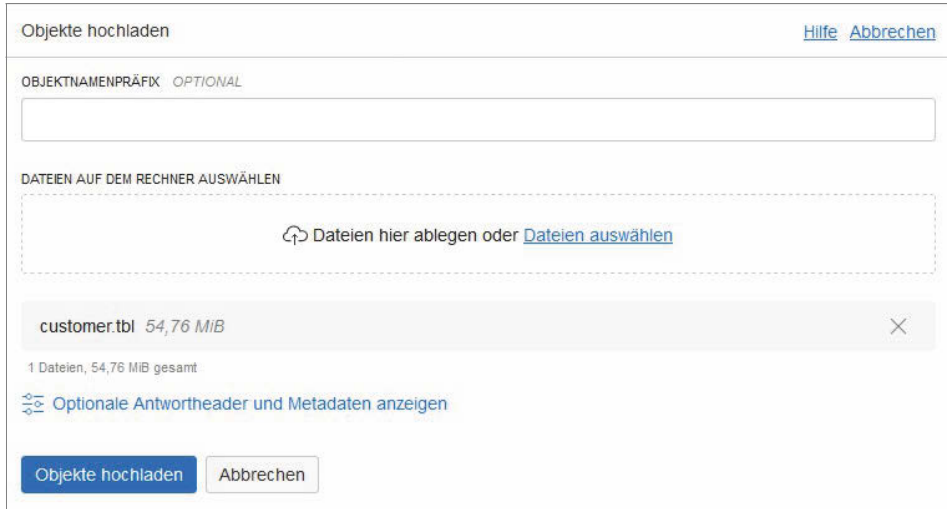 Objekte hochladen Hilfe Abbrechen
OBJEKTNAMENPRÄFIX OPTIONAL
DATEIEN AUF DEM RECHNER AUSWÄHLEN
Dateien hier ablegen oder Dateien auswählen
customer.tbl 54,76 MiB
1 Dateien, 54,76 MiB gesamt
Optionale Antwortheader und Metadaten anzeigen
Objekte hochladen Abbrechen